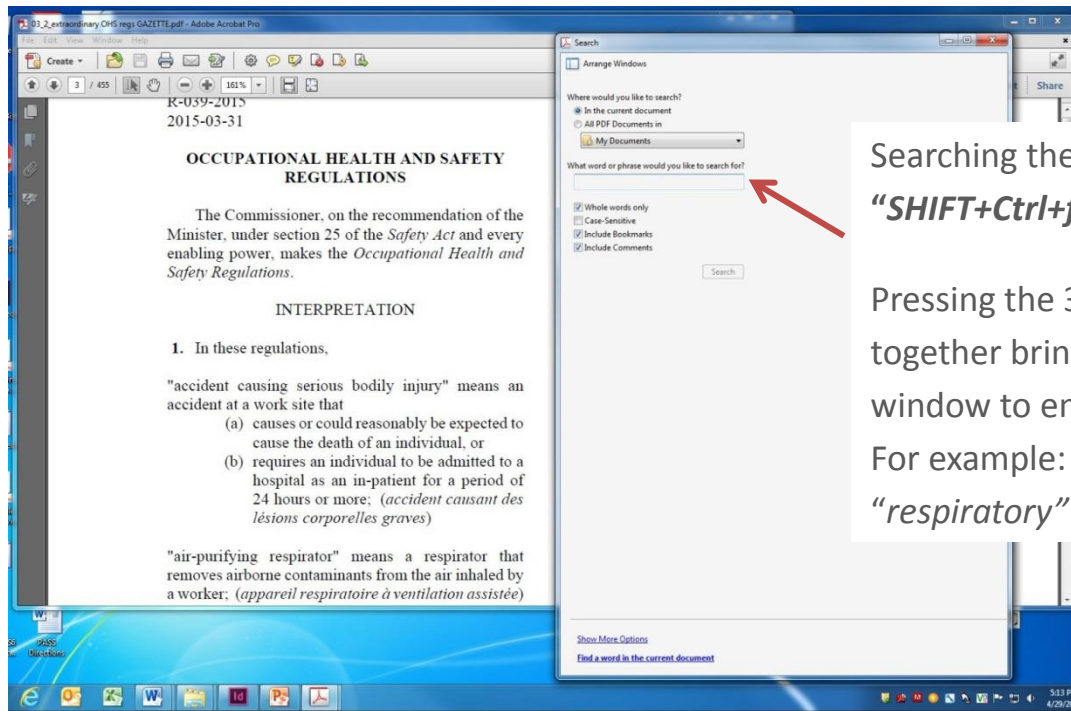 03_2_extraordinary OHS regs GAZETTE.pdf - Adobe Acrobat Pro
File Edit View Window Help
Create
3 / 455
161%
Share
R-039-2015
2015-03-31
OCCUPATIONAL HEALTH AND SAFETY
REGULATIONS
The Commissioner, on the recommendation of the
Minister, under section 25 of the Safety Act and every
enabling power, makes the Occupational Health and
Safety Regulations.
INTERPRETATION
1. In these regulations,
"accident causing serious bodily injury" means an
accident at a work site that
(a) causes or could reasonably be expected to
cause the death of an individual, or
(b) requires an individual to be admitted to a
hospital as an in-patient for a period of
24 hours or more; (accident causant des
lésions corporelles graves)
"air-purifying respirator" means a respirator that
removes airborne contaminants from the air inhaled by
a worker; (appareil respiratoire à ventilation assistée)
Search
Arrange Windows
Where would you like to search?
In the current document
All PDF Documents in
My Documents
What word or phrase would you like to search for?
Whole words only
Case-Sensitive
Include Bookmarks
Include Comments
Search
Show More Options
Find a word in the current document
Searching the
“SHIFT+Ctrl+f
Pressing the 3
together brin
window to en
For example:
“respiratory”
PASS
Directions
5:13 P
4/29/2